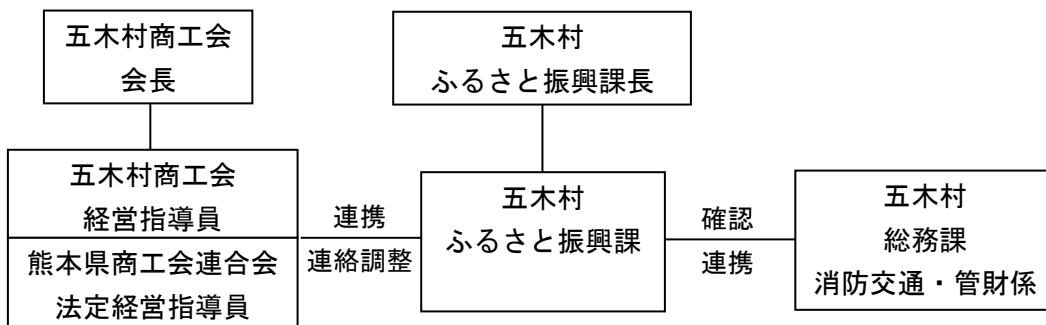 五木村商工会
会長
五木村
ふるさと振興課長
五木村商工会
経営指導員
熊本県商工会連合会
法定経営指導員
連携
連絡調整
五木村
ふるさと振興課
確認
連携
五木村
総務課
消防交通・管財係